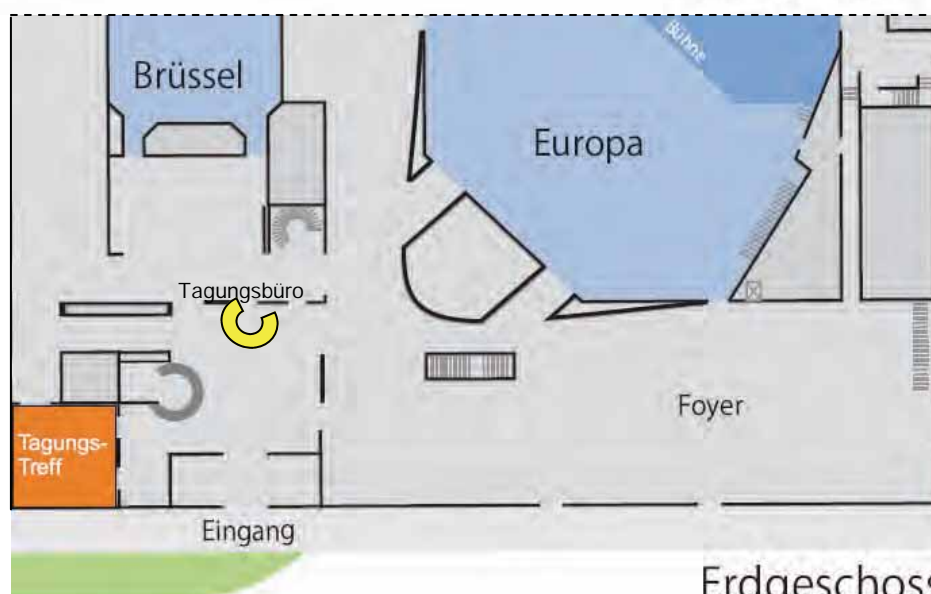 Bühne
Brüssel
Europa
Tagungsbüro
Foyer
Tagungs-
Treff
Eingang
Erdgeschoss